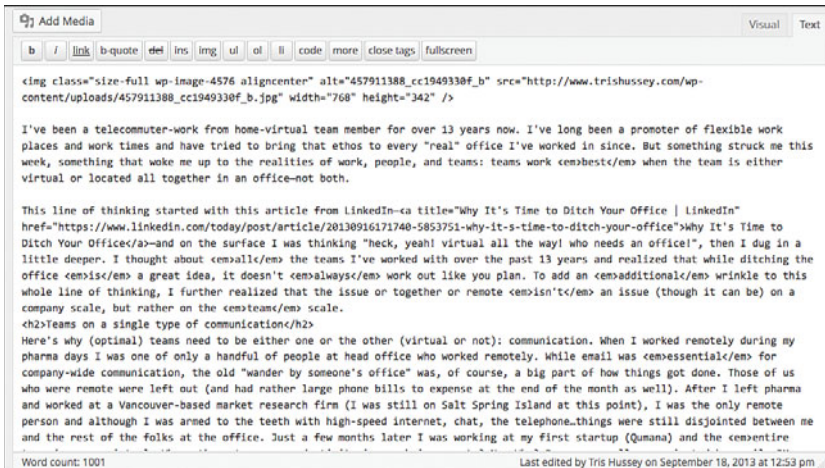 Add Media
Visual Text
b i link b-quote del ins img ul ol li code more close tags fullscreen
<img class="size-full wp-image-4576 aligncenter" alt="457911388_cc1949330f_b" src="http://www.trishussey.com/wp-
content/uploads/457911388_cc1949330f_b.jpg" width="768" height="342" />
I've been a telecommuter-work from home-virtual team member for over 13 years now. I've long been a promoter of flexible work
places and work times and have tried to bring that ethos to every "real" office I've worked in since. But something struck me this
week, something that woke me up to the realities of work, people, and teams: teams work <em>best</em> when the team is either
virtual or located all together in an office—not both.
This line of thinking started with this article from LinkedIn—<a title="Why It's Time to Ditch Your Office | LinkedIn"
href="https://www.linkedin.com/today/post/article/20130916171740-5853751-why-it-s-time-to-ditch-your-office">Why It's Time to
Ditch Your Office</a>—and on the surface I was thinking "heck, yeah! virtual all the way! who needs an office!", then I dug in a
little deeper. I thought about <em>all</em> the teams I've worked with over the past 13 years and realized that while ditching the
office <em>is</em> a great idea, it doesn't <em>always</em> work out like you plan. To add an <em>additional</em> wrinkle to this
whole line of thinking, I further realized that the issue or together or remote <em>isn't</em> an issue (though it can be) on a
company scale, but rather on the <em>team</em> scale.
<h2>Teams on a single type of communication</h2>
Here's why (optimal) teams need to be either one or the other (virtual or not): communication. When I worked remotely during my
pharma days I was one of only a handful of people at head office who worked remotely. While email was <em>essential</em> for
company-wide communication, the old "wander by someone's office" was, of course, a big part of how things got done. Those of us
who were remote were left out (and had rather large phone bills to expense at the end of the month as well). After I left pharma
and worked at a Vancouver-based market research firm (I was still on Salt Spring Island at this point), I was the only remote
person and although I was armed to the teeth with high-speed internet, chat, the telephone…things were still disjointed between me
and the rest of the folks at the office. Just a few months later I was working at my first startup (Qumana) and the <em>entire
Word count: 1001
Last edited by Tris Hussey on September 18, 2013 at 12:53 pm